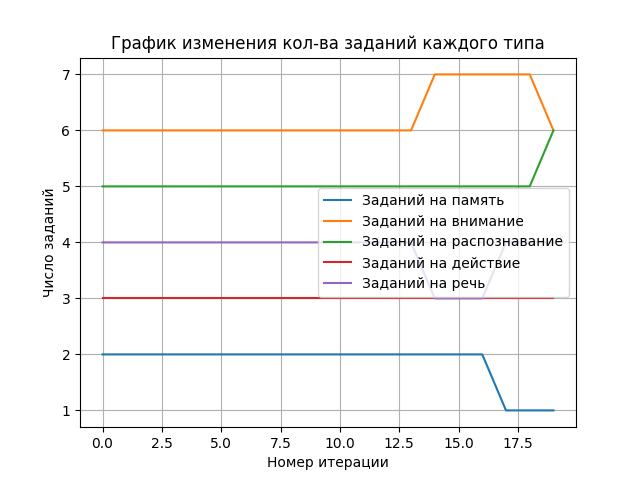 График изменения кол-ва заданий каждого типа
7
6
5
4
3
2
1
Число заданий
Заданий на память
Заданий на внимание
Заданий на распознавание
Заданий на действие
Заданий на речь
0.0 2.5 5.0 7.5 10.0 12.5 15.0 17.5
Номер итерации